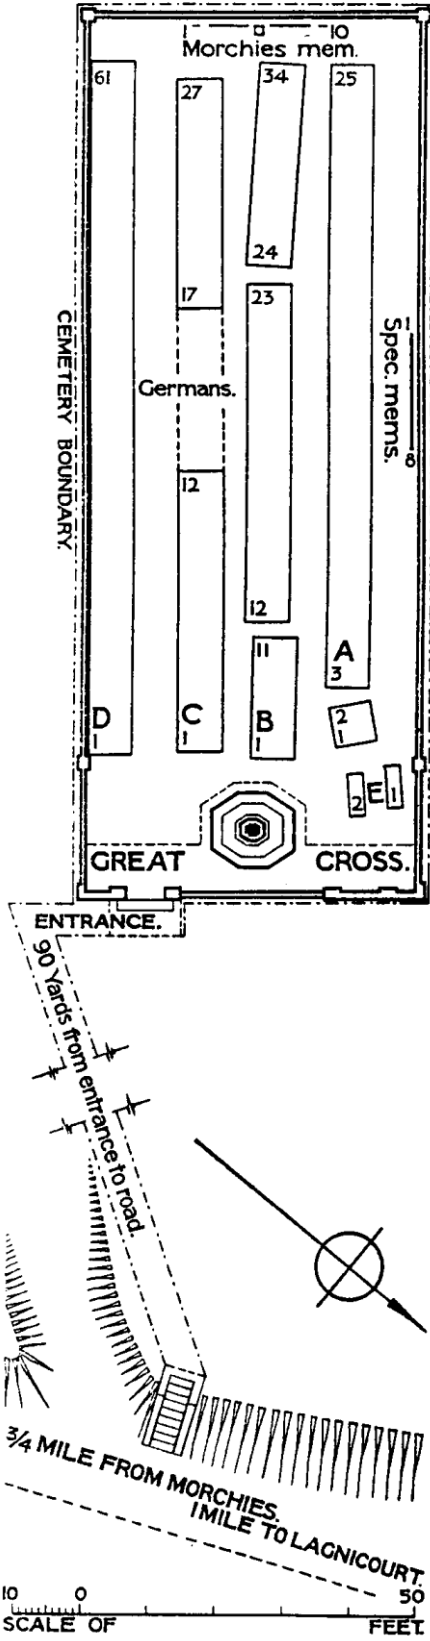 1 10
Morchies mem.
61
27
34
25
24
17
23
CEMETERY BOUNDARY.
Germans.
1
Spec. mems.
8
12
12
11
A
3
D
1
C
1
B
1
2
1
2
E
1
GREAT CROSS.
ENTRANCE.
90 Yards from entrance to road.
3/4 MILE FROM MORCHIES.
1 MILE TO LAGNICOURT.
10 0 50
SCALE OF FEET.